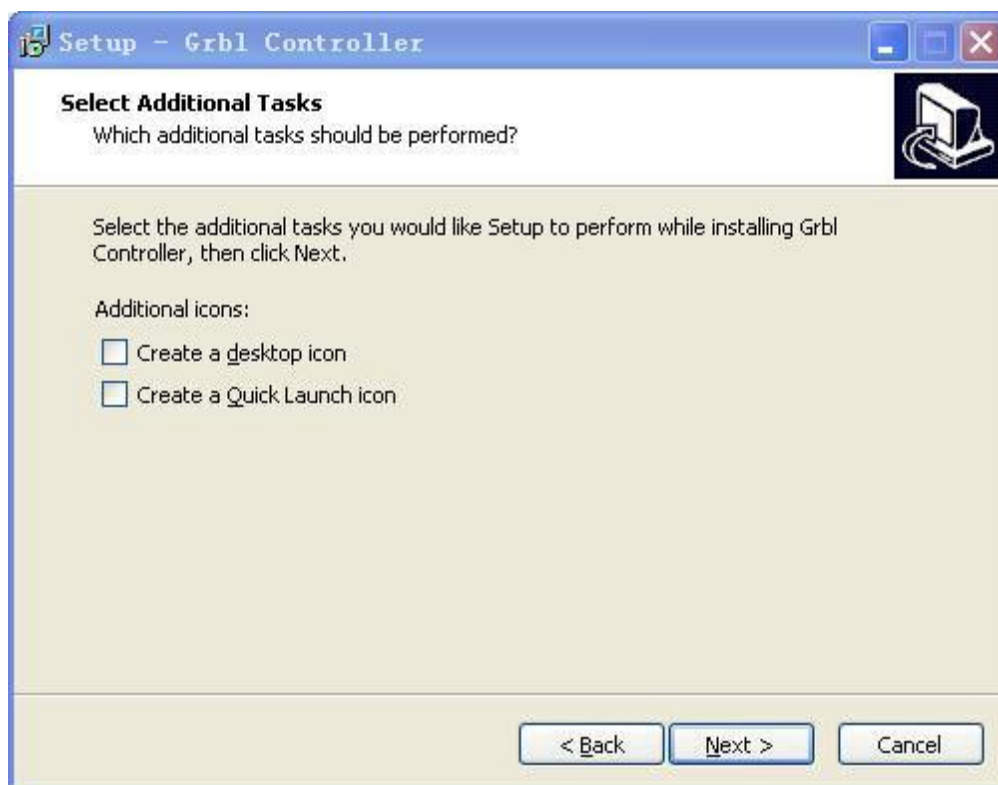 Setup - Grbl Controller
Select Additional Tasks
Which additional tasks should be performed?
Select the additional tasks you would like Setup to perform while installing Grbl
Controller, then click Next.
Additional icons:
Create a desktop icon
Create a Quick Launch icon
< Back Next > Cancel